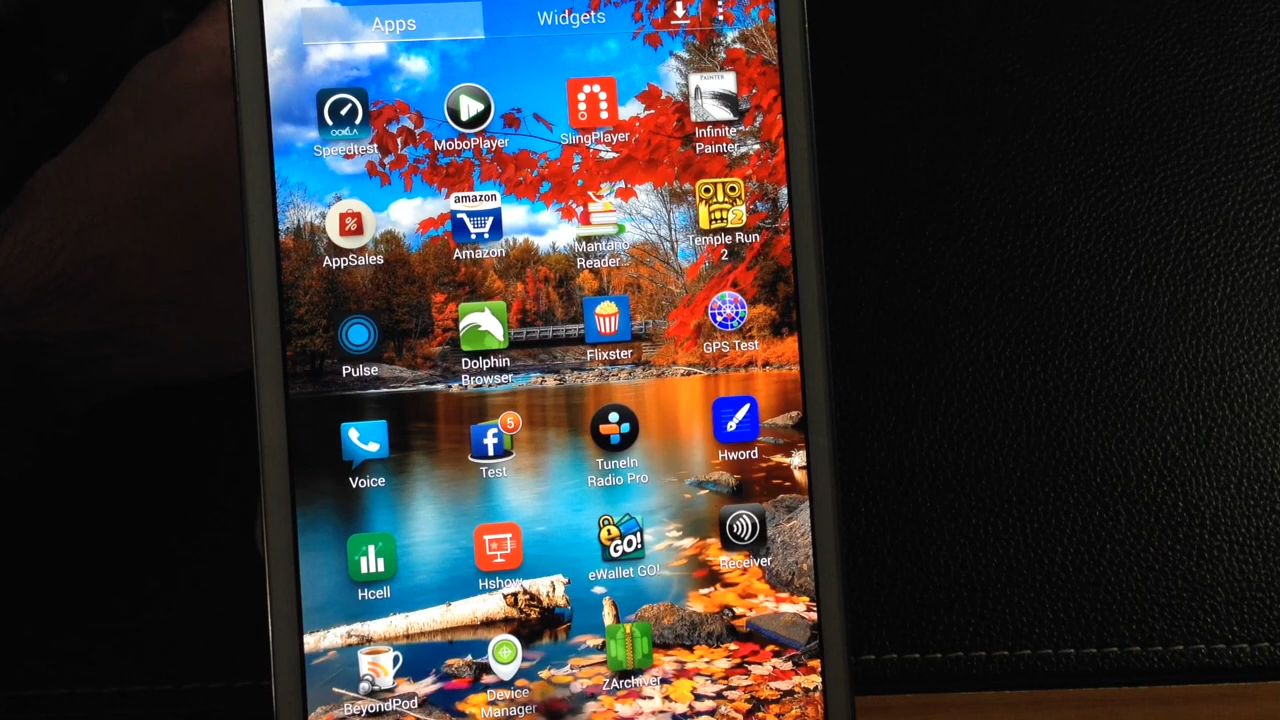 Apps
Widgets
OOKLA
Speedtest
MoboPlayer
SlingPlayer
PAINTER
Infinite
Painter
AppSales
amazon
Amazon
Mantano
Reader...
2
Temple Run
2
Pulse
Dolphin
Browser
Flixster
GPS Test
Voice
5
Test
TuneIn
Radio Pro
Hword
Hcell
Hshow
GO!
eWallet GO!
Receiver
BeyondPod
Device
Manager
ZArchiver